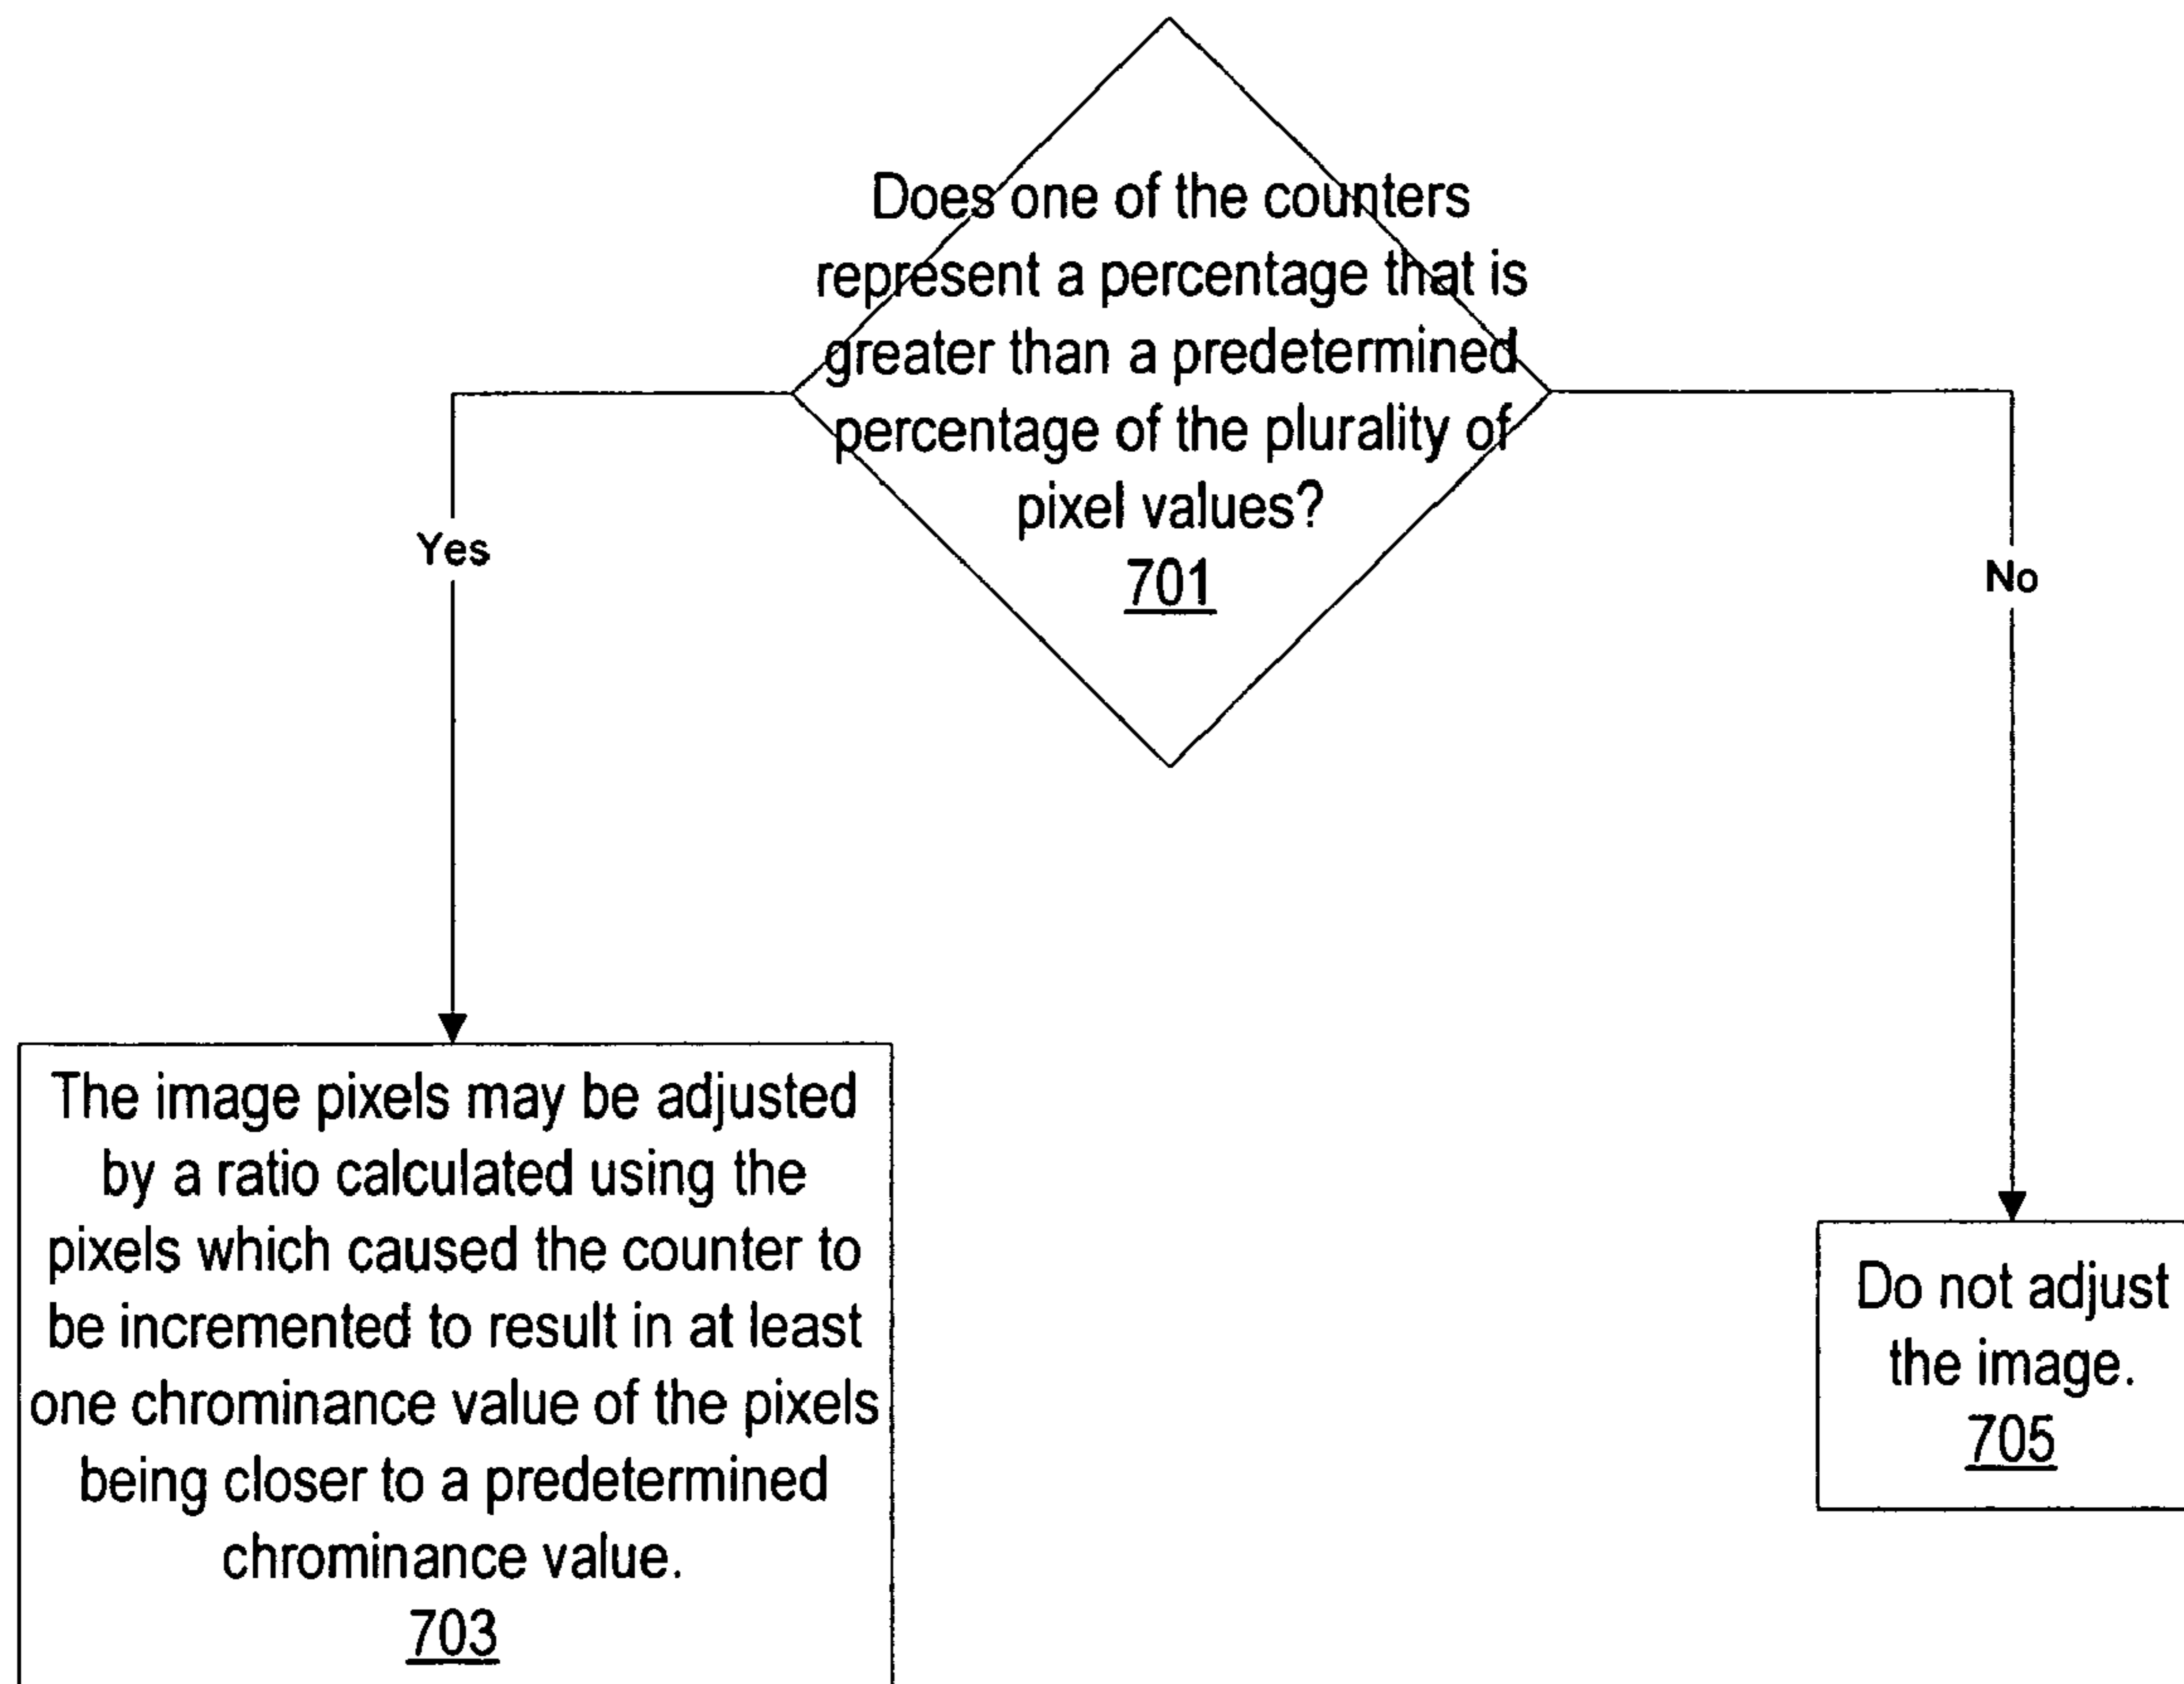 Does one of the counters
represent a percentage that is
greater than a predetermined
percentage of the plurality of
pixel values?
701
Yes
No
The image pixels may be adjusted
by a ratio calculated using the
pixels which caused the counter to
be incremented to result in at least
one chrominance value of the pixels
being closer to a predetermined
chrominance value.
703
Do not adjust
the image.
705